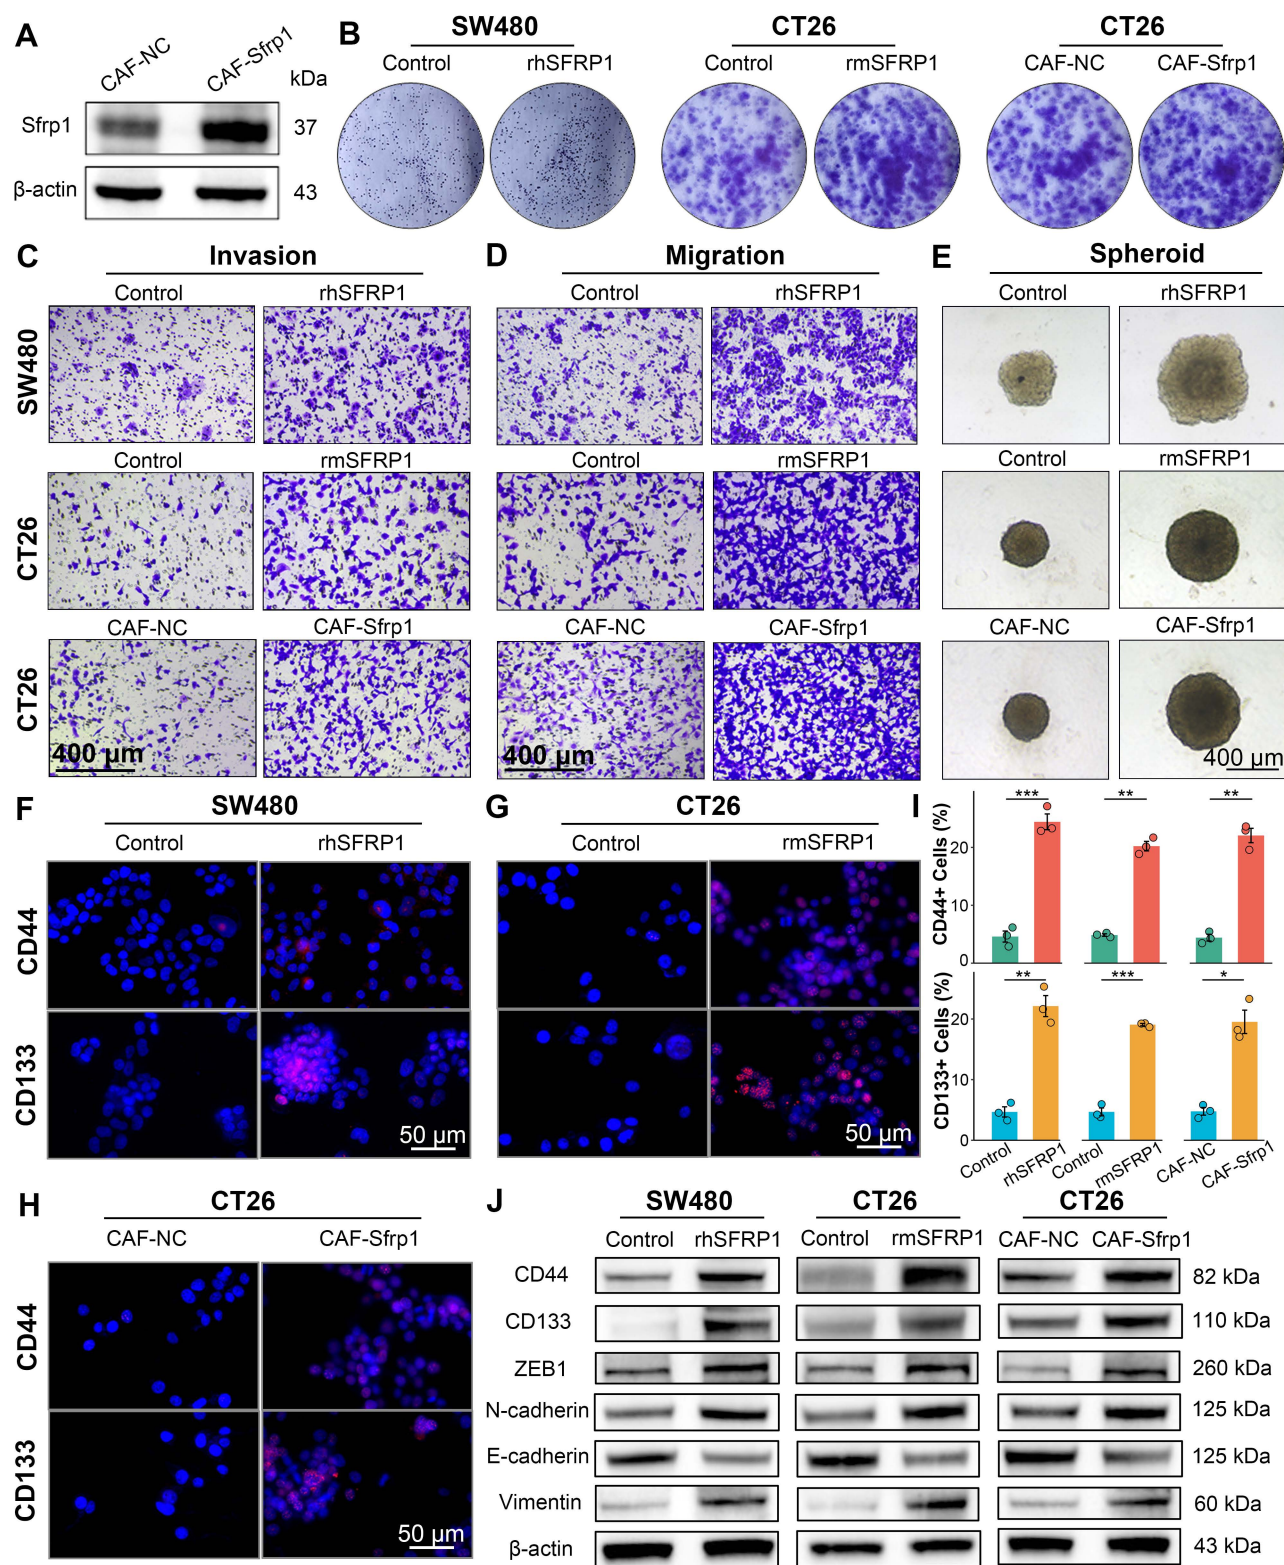 A
CAF-NC
CAF-Sfrp1
kDa
Sfrp1
37
β-actin
43
B
SW480
CT26
CT26
Control
rhSFRP1
Control
rmSFRP1
CAF-NC
CAF-Sfrp1
C
Invasion
Control
rhSFRP1
SW480
Control
rmSFRP1
CT26
CAF-NC
CAF-Sfrp1
CT26
400 µm
D
Migration
Control
rhSFRP1
Control
rmSFRP1
CAF-NC
CAF-Sfrp1
400 µm
E
Spheroid
Control
rhSFRP1
Control
rmSFRP1
CAF-NC
CAF-Sfrp1
400 µm
F
SW480
Control
rhSFRP1
CD44
CD133
50 µm
G
CT26
Control
rmSFRP1
50 µm
I
CD44+ Cells (%)
20
10
0
***
**
**
CD133+ Cells (%)
20
10
0
**
***
*
Control
rhSFRP1
Control
rmSFRP1
CAF-NC
CAF-Sfrp1
H
CT26
CAF-NC
CAF-Sfrp1
CD44
CD133
50 µm
J
SW480
CT26
CT26
Control
rhSFRP1
Control
rmSFRP1
CAF-NC
CAF-Sfrp1
CD44
82 kDa
CD133
110 kDa
ZEB1
260 kDa
N-cadherin
125 kDa
E-cadherin
125 kDa
Vimentin
60 kDa
β-actin
43 kDa